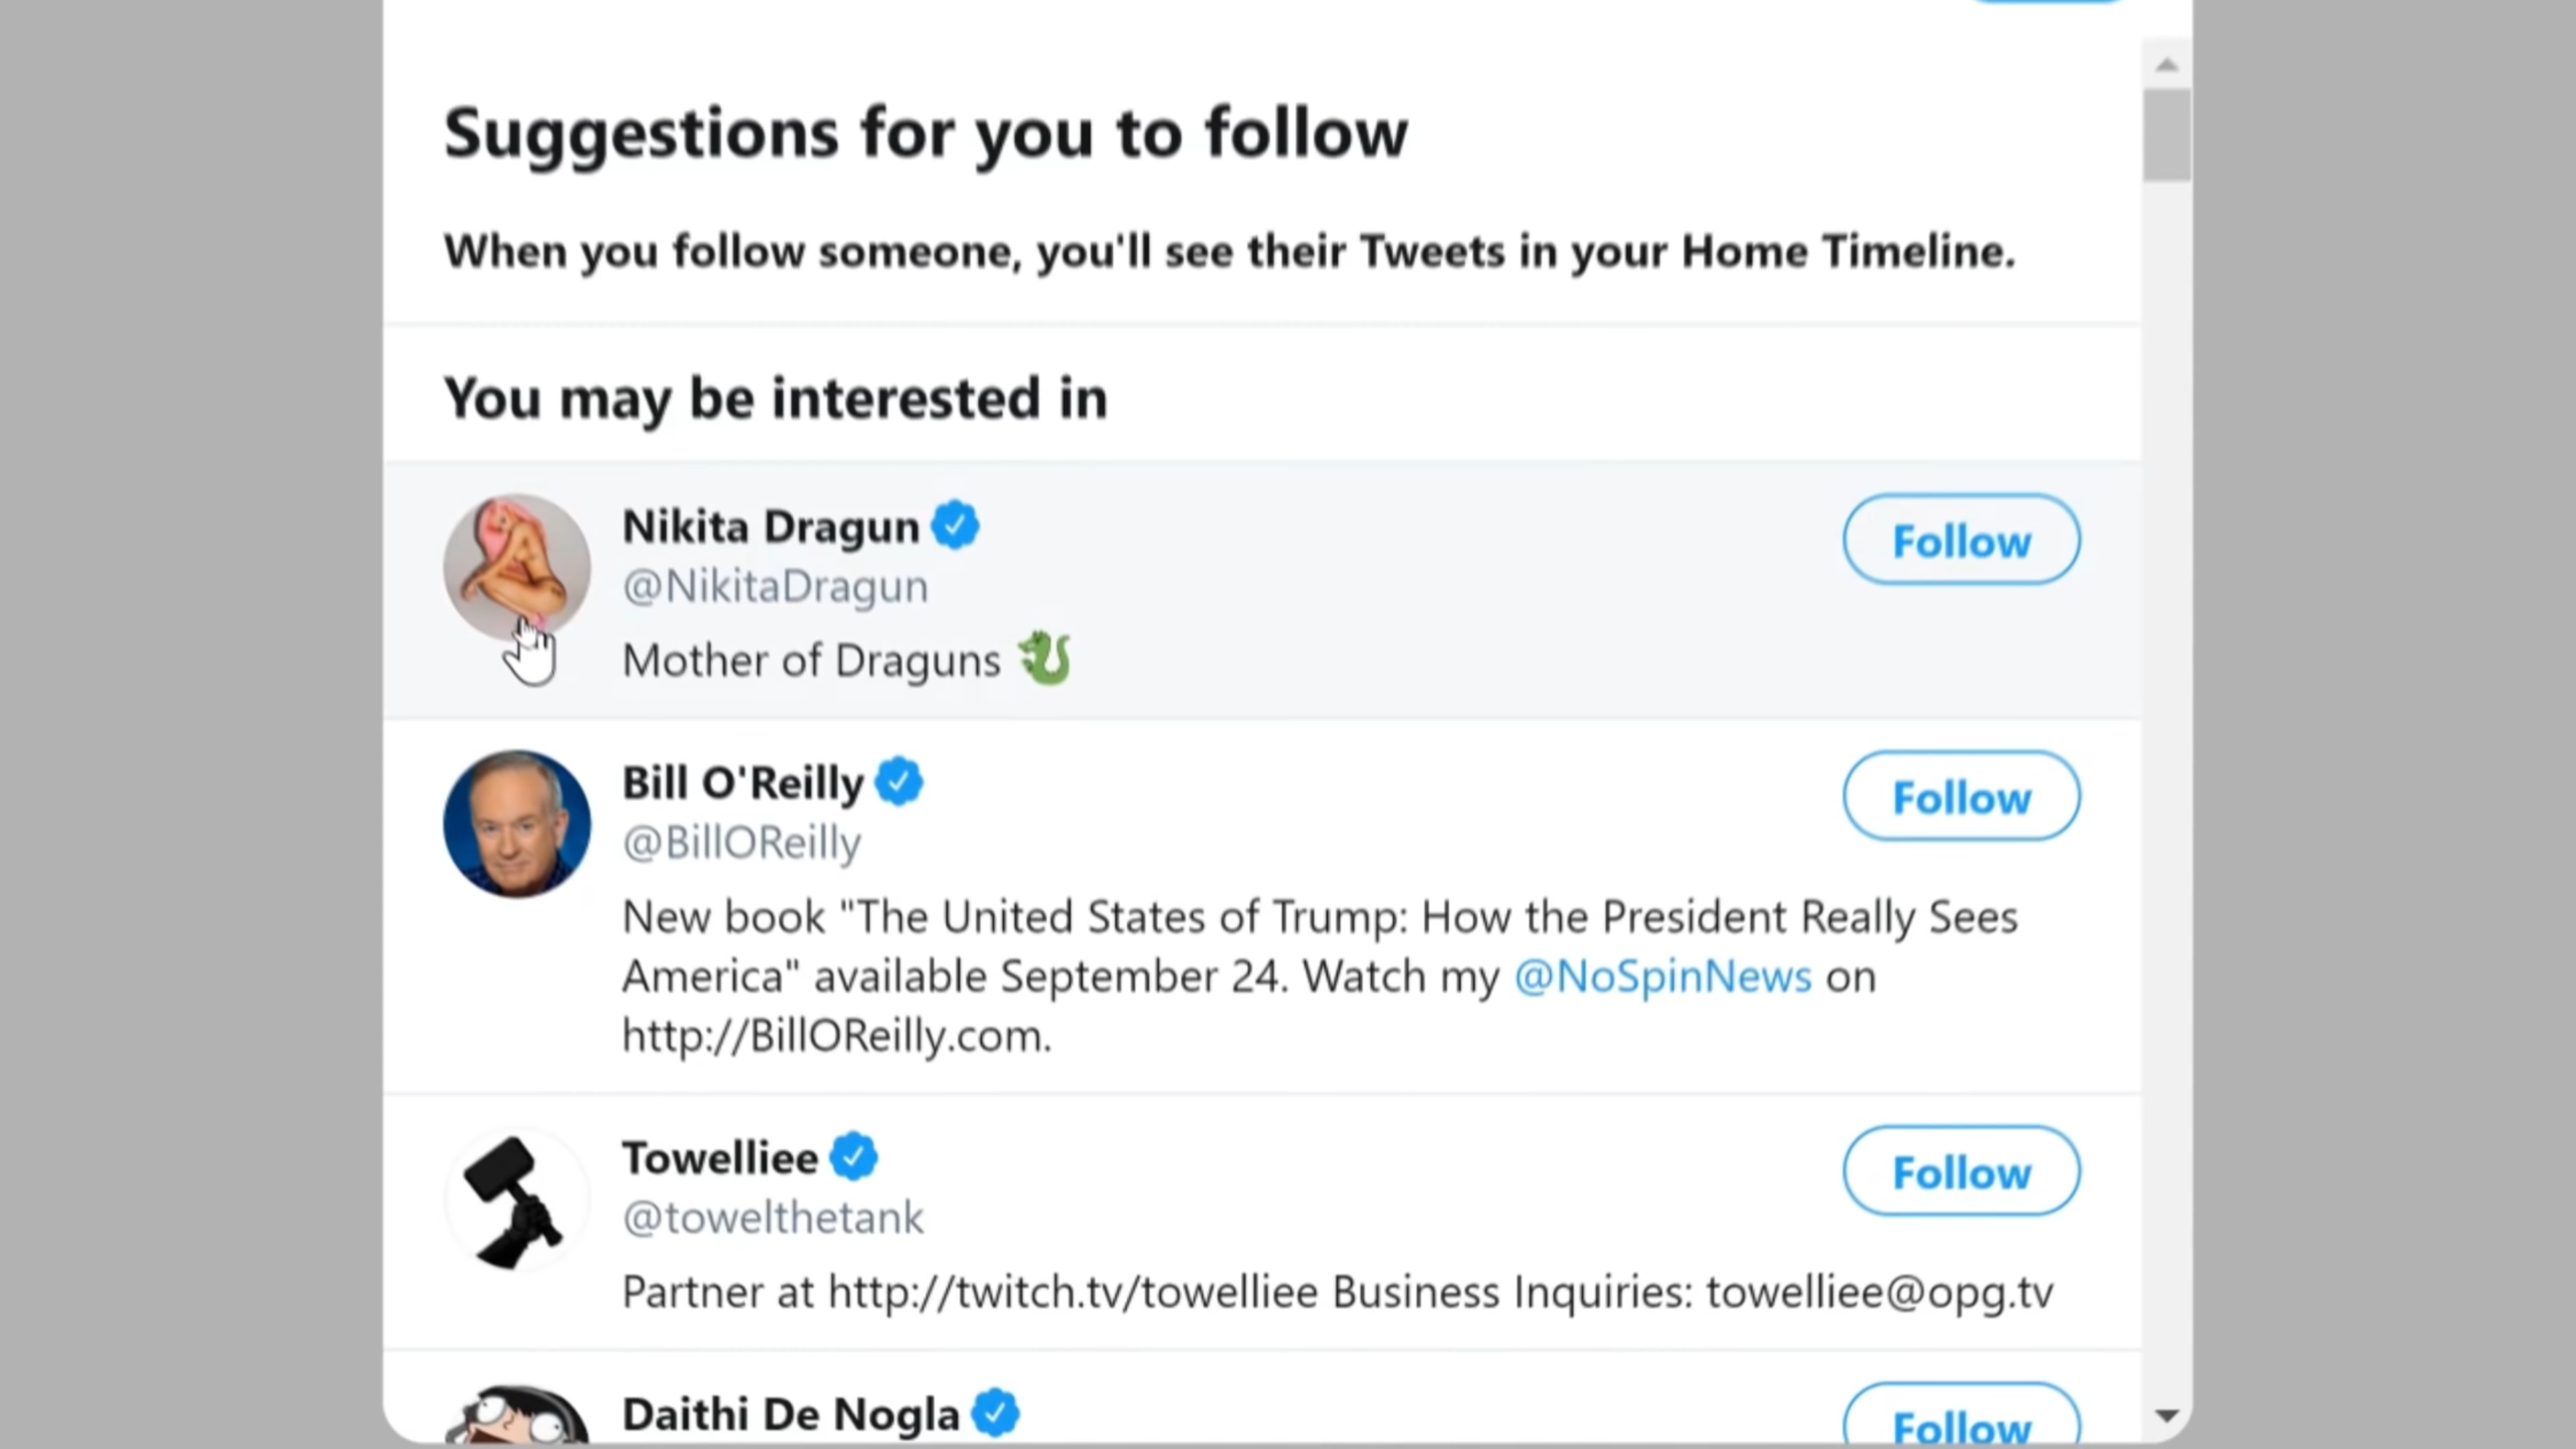 Suggestions for you to follow
When you follow someone, you'll see their Tweets in your Home Timeline.
You may be interested in
Nikita Dragun
@NikitaDragun
Follow
Mother of Draguns 🐉
Bill O'Reilly
@BillOReilly
Follow
New book "The United States of Trump: How the President Really Sees
America" available September 24. Watch my @NoSpinNews on
http://BillOReilly.com.
Towelliee
@towelthetank
Follow
Partner at http://twitch.tv/towelliee Business Inquiries: towelliee@opg.tv
Daithi De Nogla
Follow